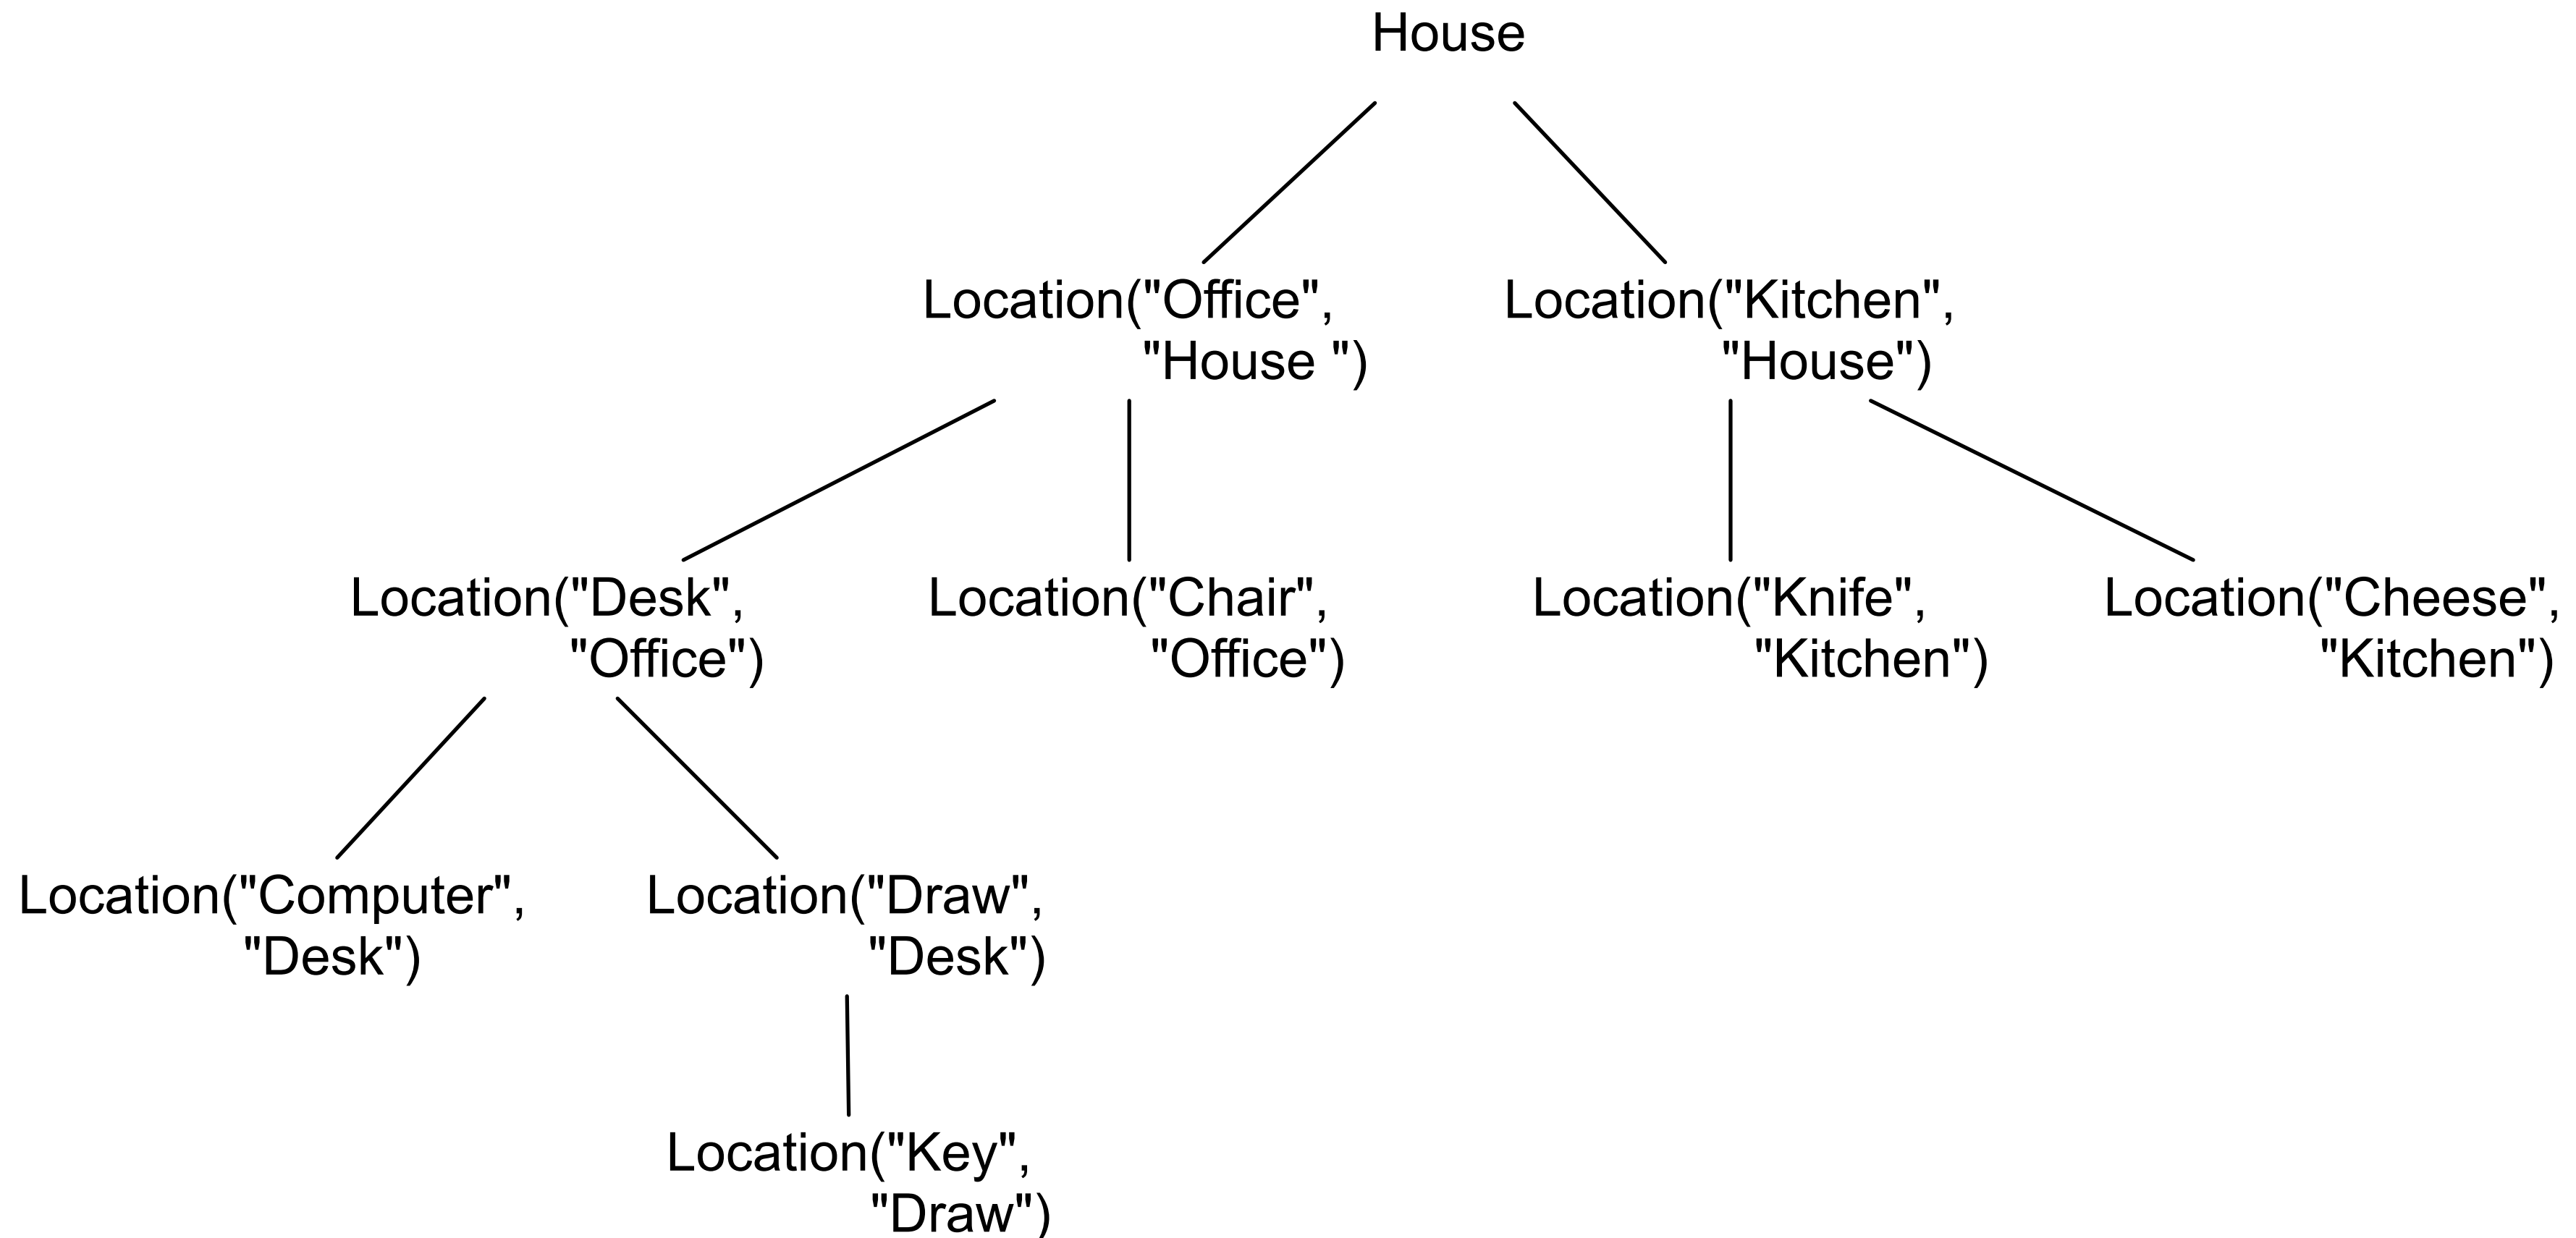 House
Location("Office",
"House ")
Location("Kitchen",
"House")
Location("Desk",
"Office")
Location("Chair",
"Office")
Location("Knife",
"Kitchen")
Location("Cheese",
"Kitchen")
Location("Computer",
"Desk")
Location("Draw",
"Desk")
Location("Key",
"Draw")